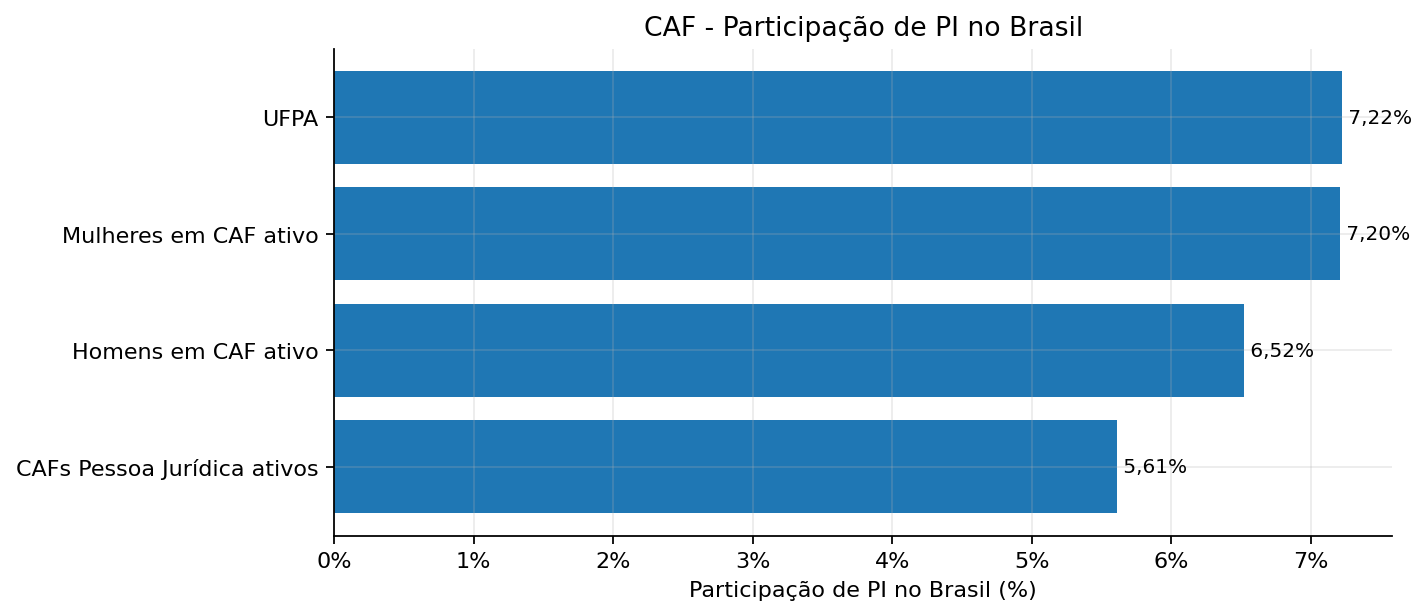 CAF - Participação de PI no Brasil
UFPA
7,22%
Mulheres em CAF ativo
7,20%
Homens em CAF ativo
6,52%
CAFs Pessoa Jurídica ativos
5,61%
0% 1% 2% 3% 4% 5% 6% 7%
Participação de PI no Brasil (%)